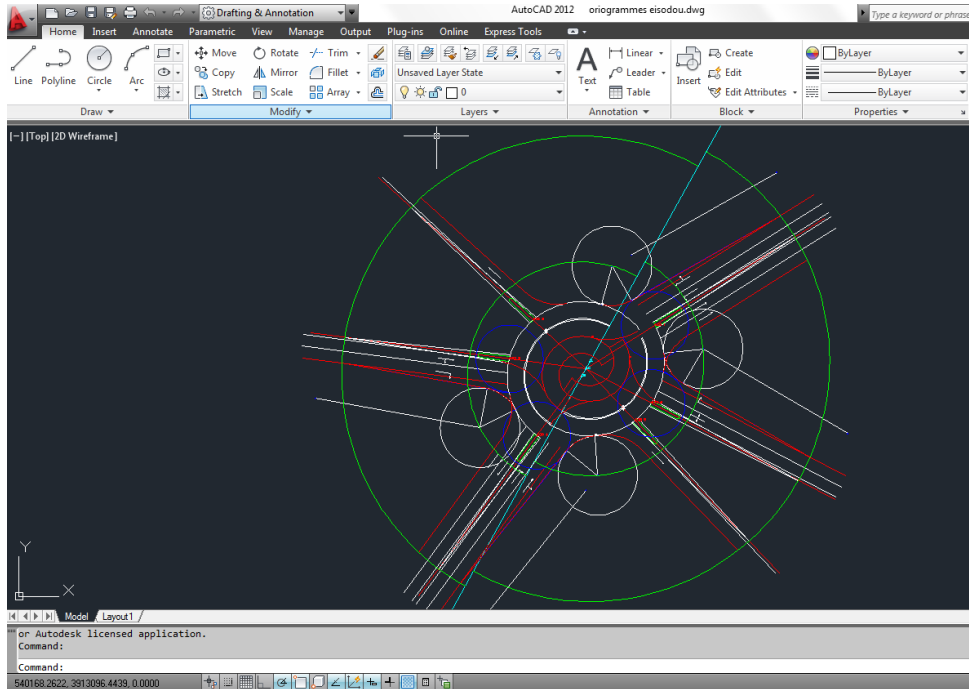 Drafting & Annotation
AutoCAD 2012 oriogrammes eisodou.dwg
Type a keyword or phrase
Home Insert Annotate Parametric View Manage Output Plug-ins Online Express Tools
Line Polyline Circle Arc
Move Rotate Trim
Copy Mirror Fillet
Stretch Scale Array
Unsaved Layer State
0
Text
Linear
Leader
Table
Insert
Create
Edit
Edit Attributes
ByLayer
ByLayer
ByLayer
Draw Modify Layers Annotation Block Properties
[−][Top][2D Wireframe]
Y
X
Model Layout1
or Autodesk licensed application.
Command:
Command:
540168.2622, 3913096.4439, 0.0000